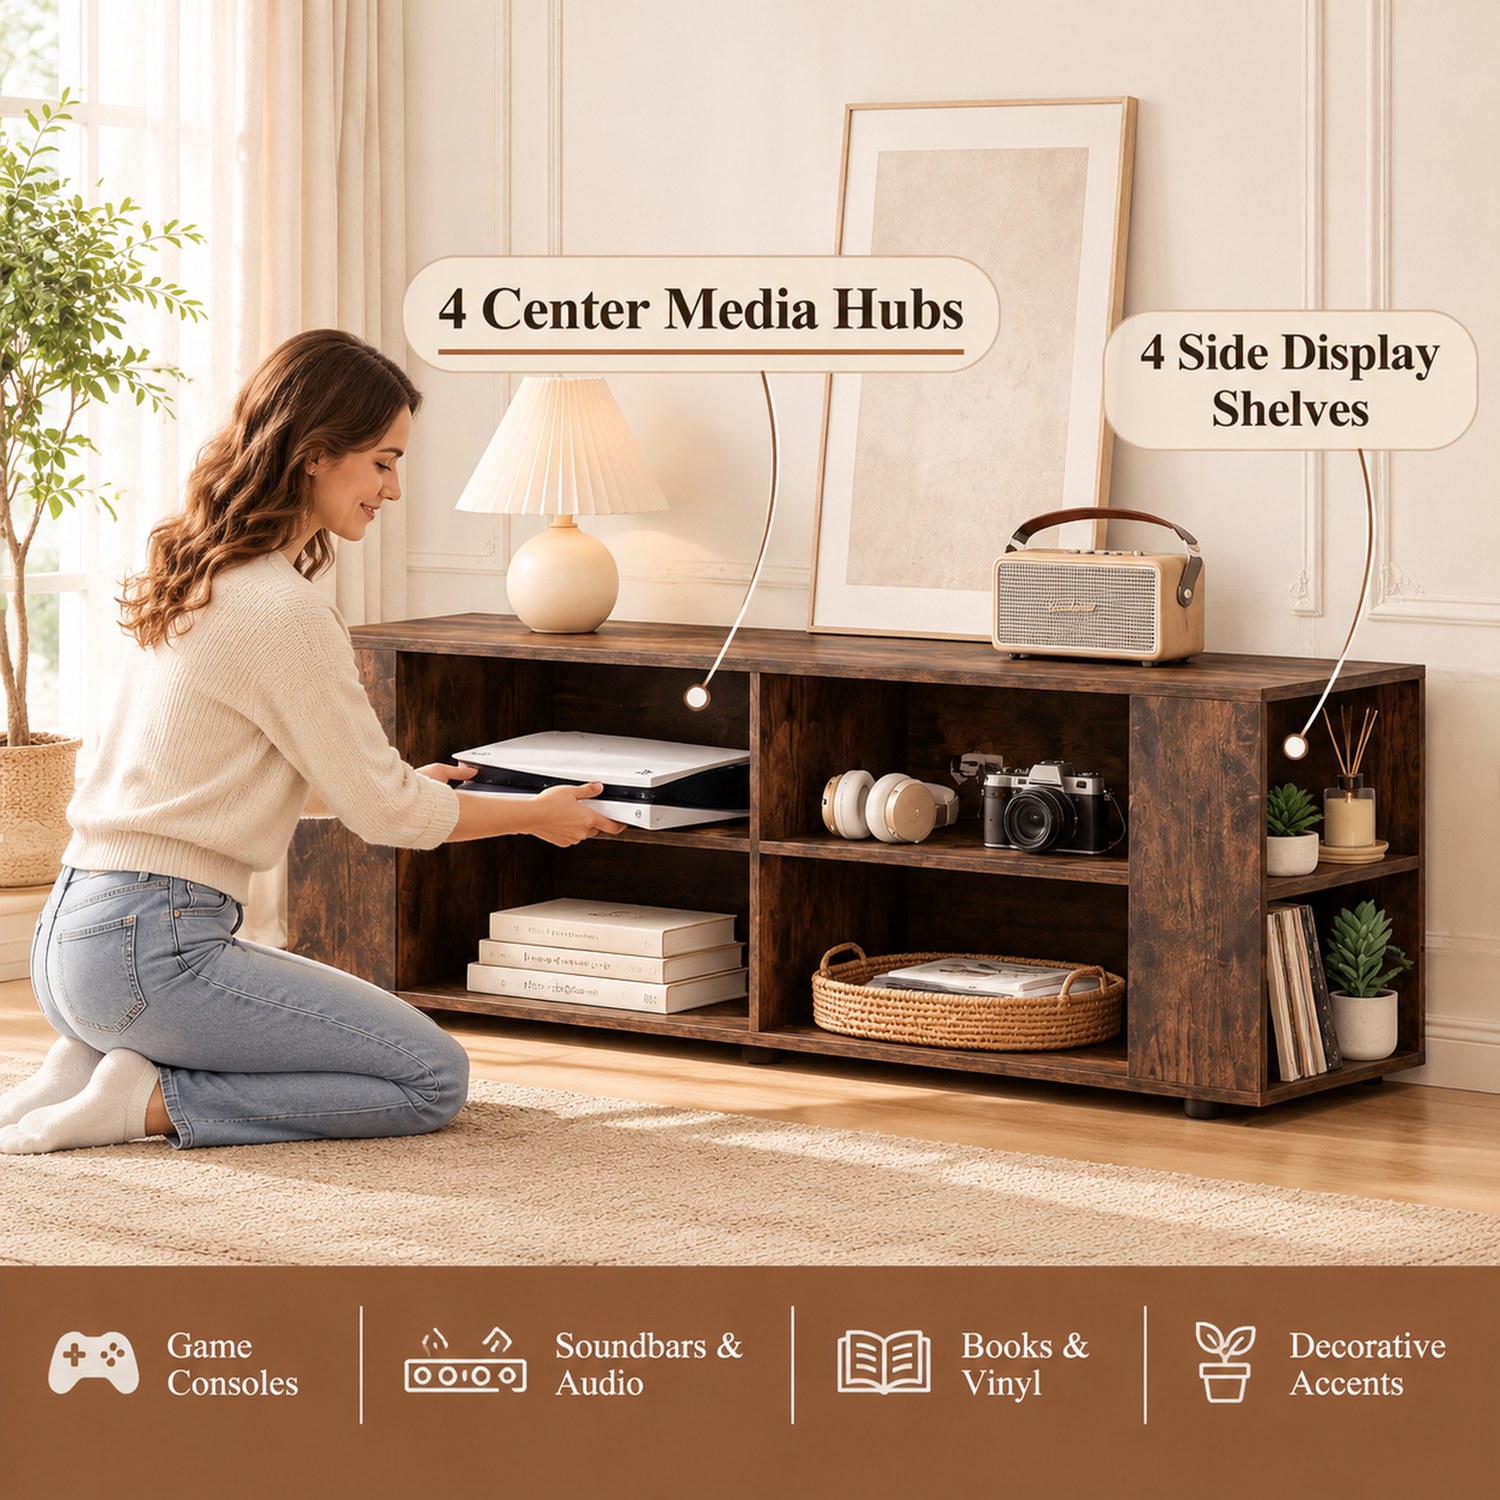 4 Center Media Hubs
4 Side Display
Shelves
Game
Consoles
Soundbars &
Audio
Books &
Vinyl
Decorative
Accents